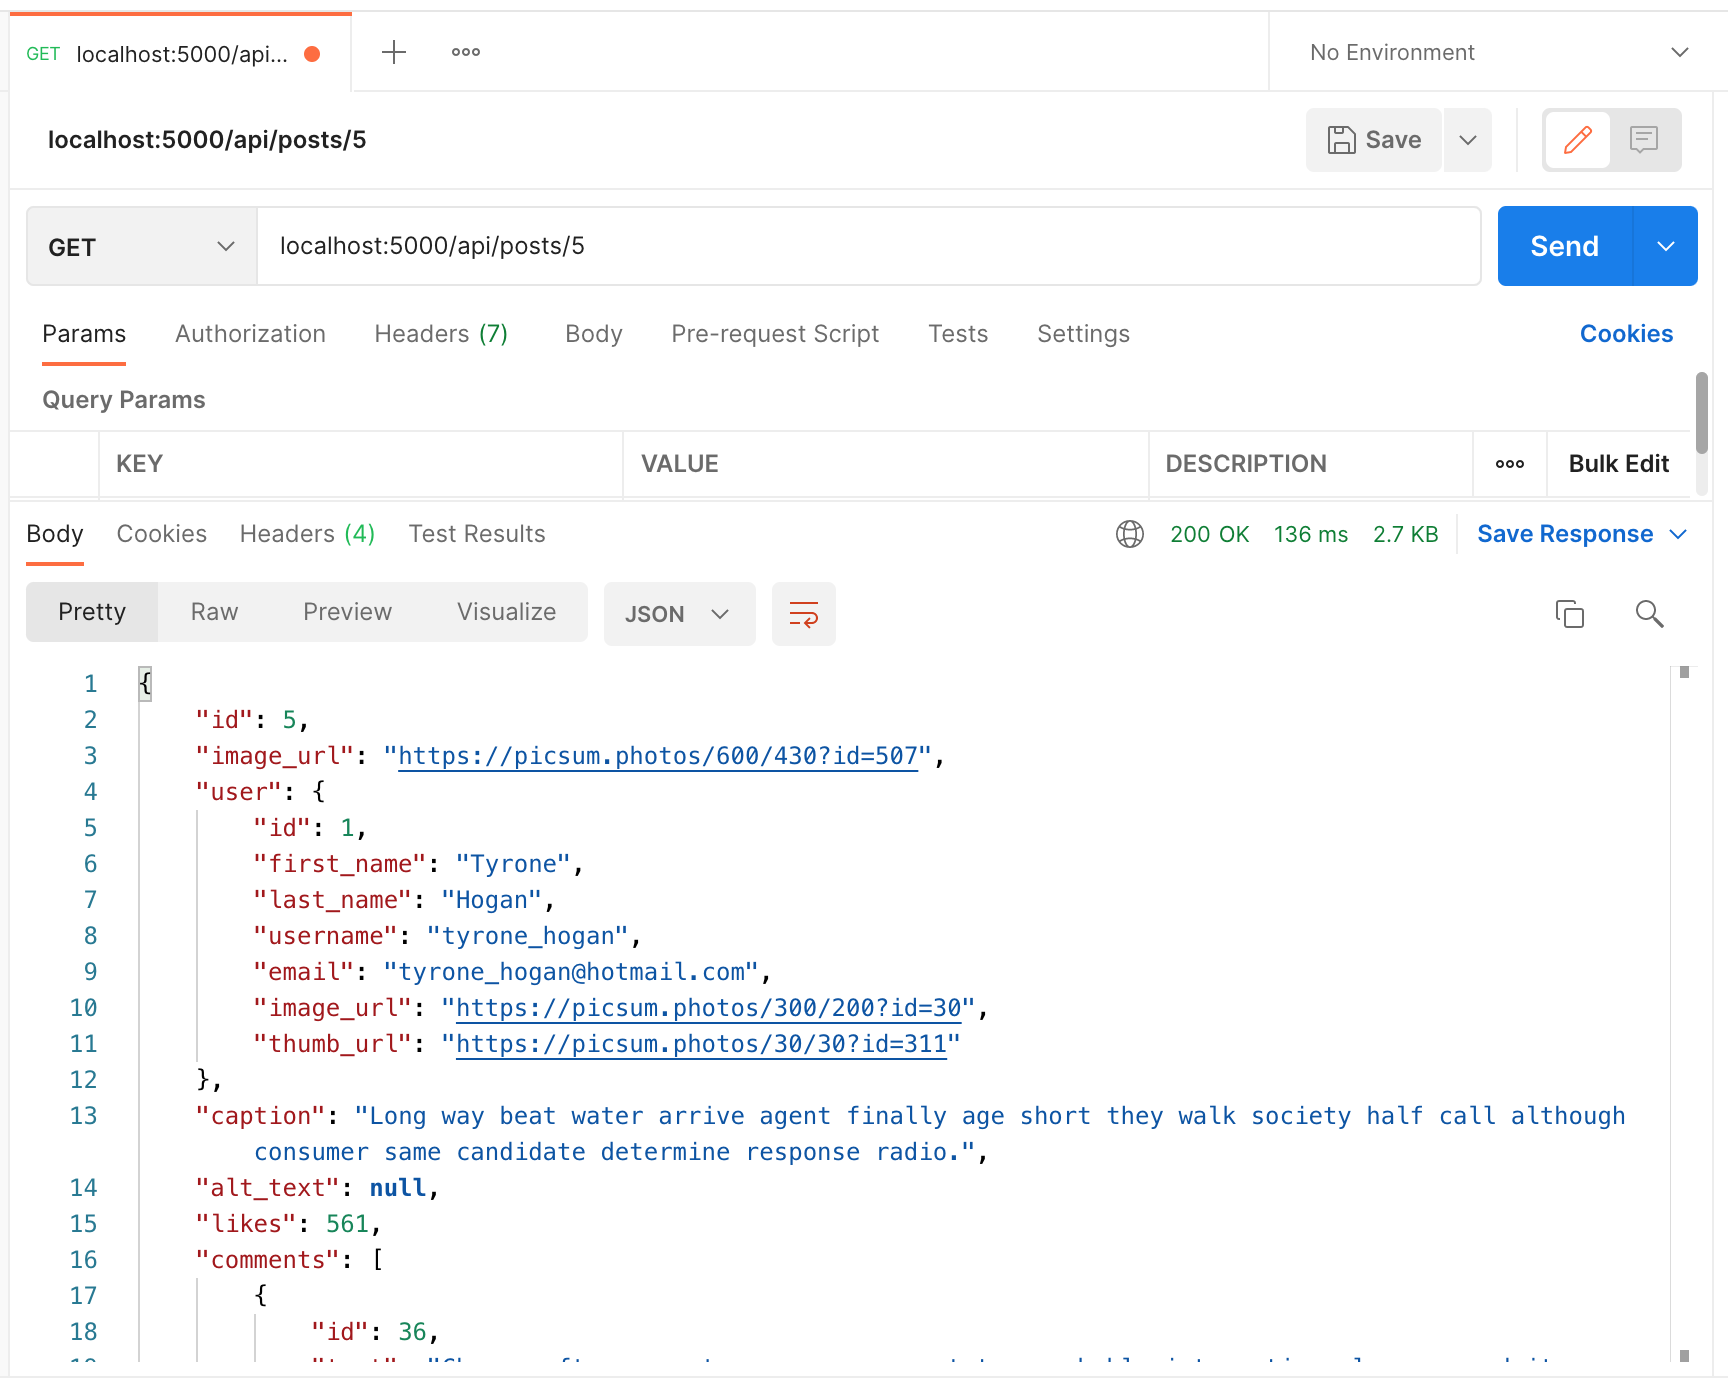 GET localhost:5000/api...
No Environment
localhost:5000/api/posts/5
Save
GET
localhost:5000/api/posts/5
Send
Params Authorization Headers (7) Body Pre-request Script Tests Settings Cookies
Query Params
KEY VALUE DESCRIPTION Bulk Edit
Body Cookies Headers (4) Test Results 200 OK 136 ms 2.7 KB Save Response
Pretty Raw Preview Visualize JSON
1 {
2 "id": 5,
3 "image_url": "https://picsum.photos/600/430?id=507",
4 "user": {
5 "id": 1,
6 "first_name": "Tyrone",
7 "last_name": "Hogan",
8 "username": "tyrone_hogan",
9 "email": "tyrone_hogan@hotmail.com",
10 "image_url": "https://picsum.photos/300/200?id=30",
11 "thumb_url": "https://picsum.photos/30/30?id=311"
12 },
13 "caption": "Long way beat water arrive agent finally age short they walk society half call although
consumer same candidate determine response radio.",
14 "alt_text": null,
15 "likes": 561,
16 "comments": [
17 {
18 "id": 36,